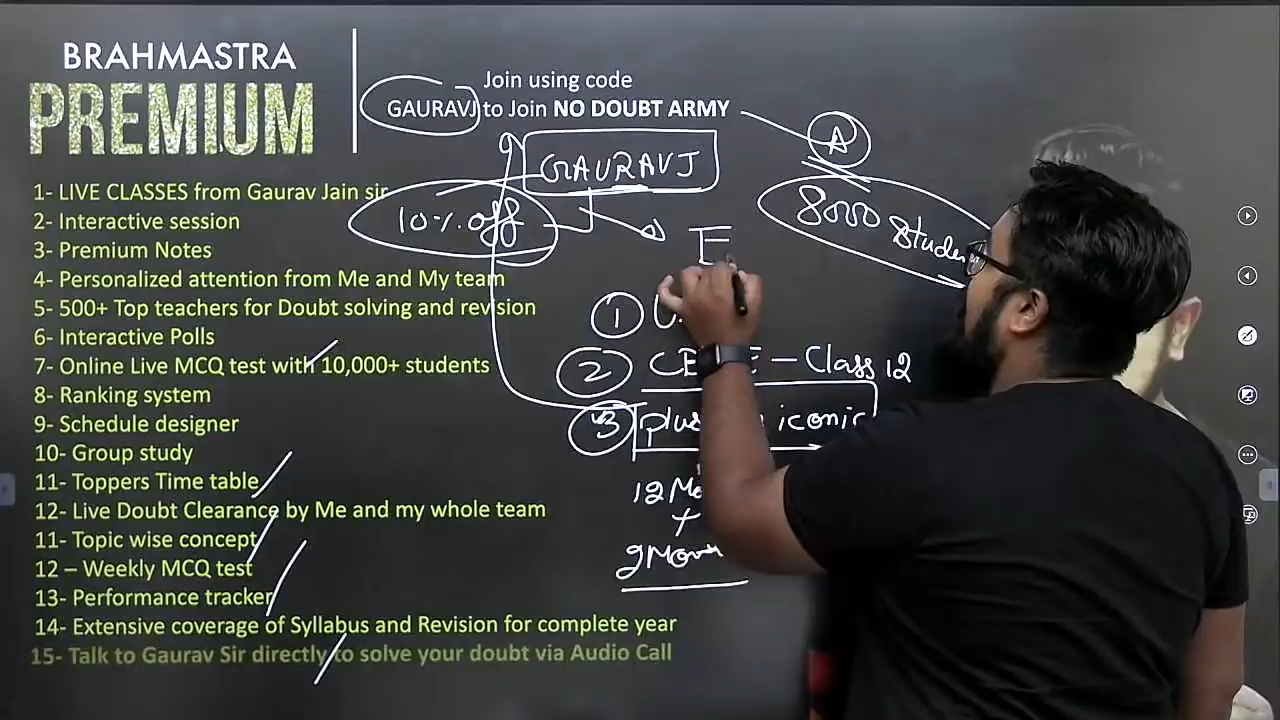 BRAHMASTRA
PREMIUM
Join using code
GAURAVJ to Join NO DOUBT ARMY
A
GAURAVJ
10% off
8000
E
1- LIVE CLASSES from Gaurav Jain sir
2- Interactive session
3- Premium Notes
4- Personalized attention from Me and My team
5- 500+ Top teachers for Doubt solving and revision
6- Interactive Polls
7- Online Live MCQ test with 10,000+ students
8- Ranking system
9- Schedule designer
10- Group study
11- Toppers Time table
12- Live Doubt Clearance by Me and my whole team
11- Topic wise concept
12 – Weekly MCQ test
13- Performance tracker
14- Extensive coverage of Syllabus and Revision for complete year
15- Talk to Gaurav Sir directly to solve your doubt via Audio Call
1
2 – Class 12
3 iconic
12
+
2